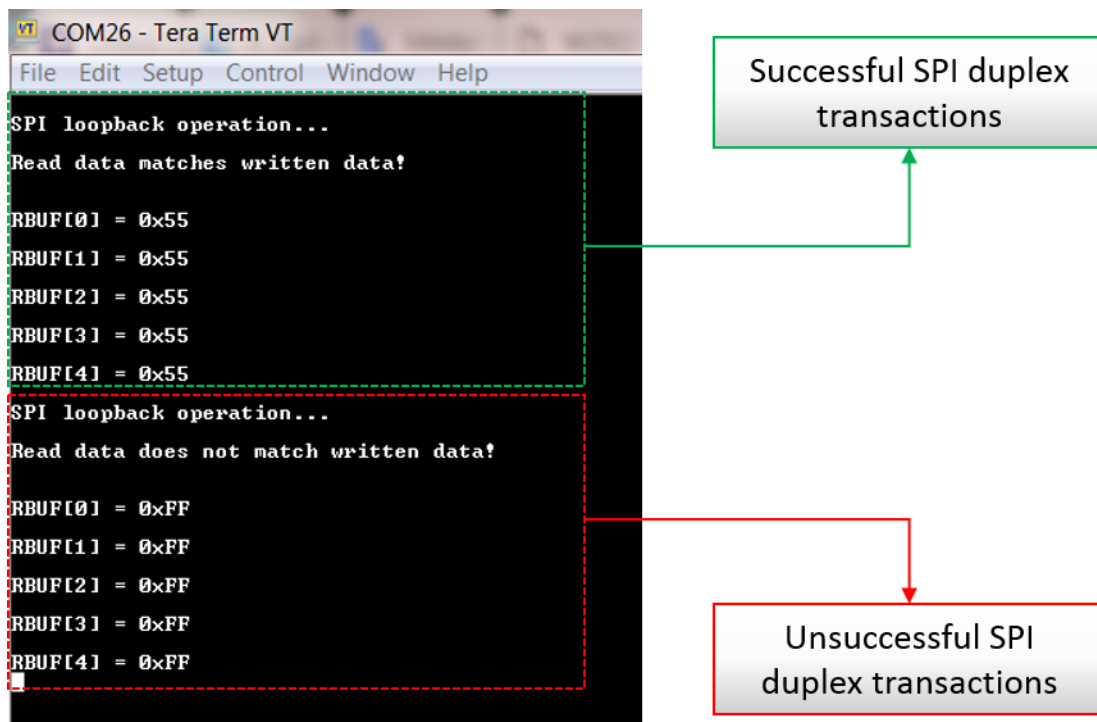 VT COM26 - Tera Term VT
File Edit Setup Control Window Help
SPI loopback operation...
Read data matches written data!
RBUF[0] = 0x55
RBUF[1] = 0x55
RBUF[2] = 0x55
RBUF[3] = 0x55
RBUF[4] = 0x55
SPI loopback operation...
Read data does not match written data!
RBUF[0] = 0xFF
RBUF[1] = 0xFF
RBUF[2] = 0xFF
RBUF[3] = 0xFF
RBUF[4] = 0xFF
Successful SPI duplex
transactions
Unsuccessful SPI
duplex transactions